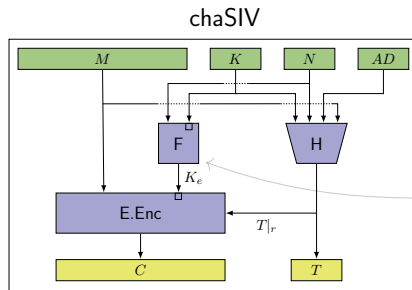 chaSIV
M K N AD
F H
K_e
E.Enc
T|_r
C T